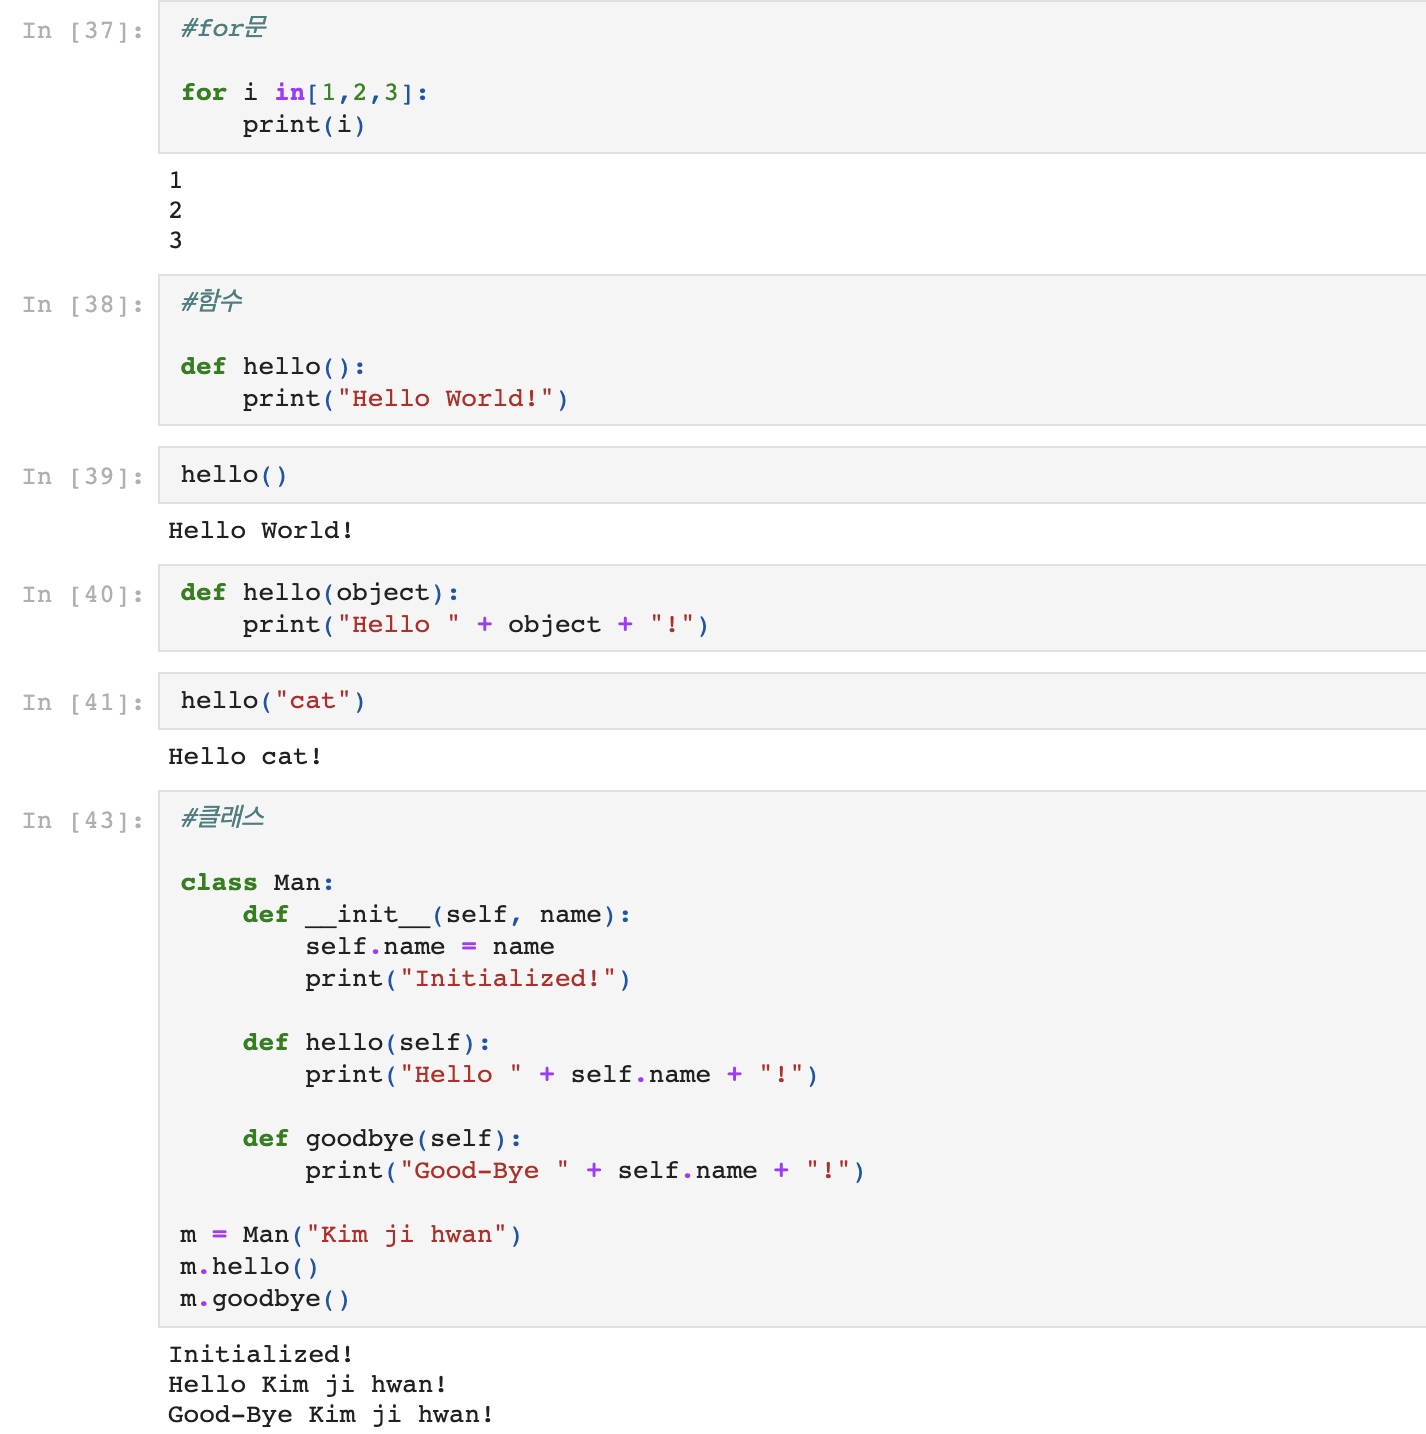 In [37]: #for문
for i in[1,2,3]:
    print(i)
1
2
3
In [38]: #함수
def hello():
    print("Hello World!")
In [39]: hello()
Hello World!
In [40]: def hello(object):
    print("Hello " + object + "!")
In [41]: hello("cat")
Hello cat!
In [43]: #클래스
class Man:
    def __init__(self, name):
        self.name = name
        print("Initialized!")
    def hello(self):
        print("Hello " + self.name + "!")
    def goodbye(self):
        print("Good-Bye " + self.name + "!")
m = Man("Kim ji hwan")
m.hello()
m.goodbye()
Initialized!
Hello Kim ji hwan!
Good-Bye Kim ji hwan!